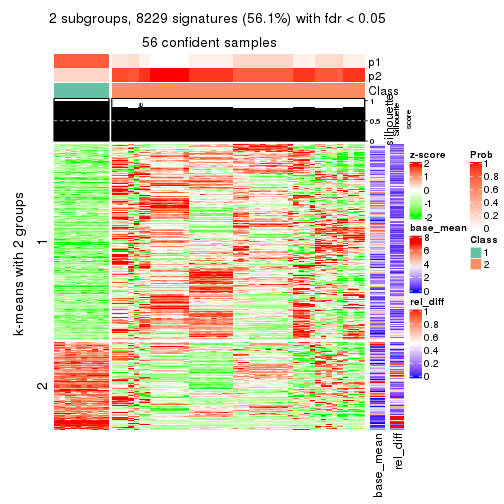 2 subgroups, 8229 signatures (56.1%) with fdr < 0.05
56 confident samples
p1
p2
Class
silhouette
Silhouette
score
1
0.5
0
p
k-means with 2 groups
1
2
z-score
2
1
0
-1
-2
base_mean
8
6
4
2
0
rel_diff
1
0.8
0.6
0.4
0.2
0
Prob
1
0.8
0.6
0.4
0.2
0
Class
1
2
base_mean
rel_diff